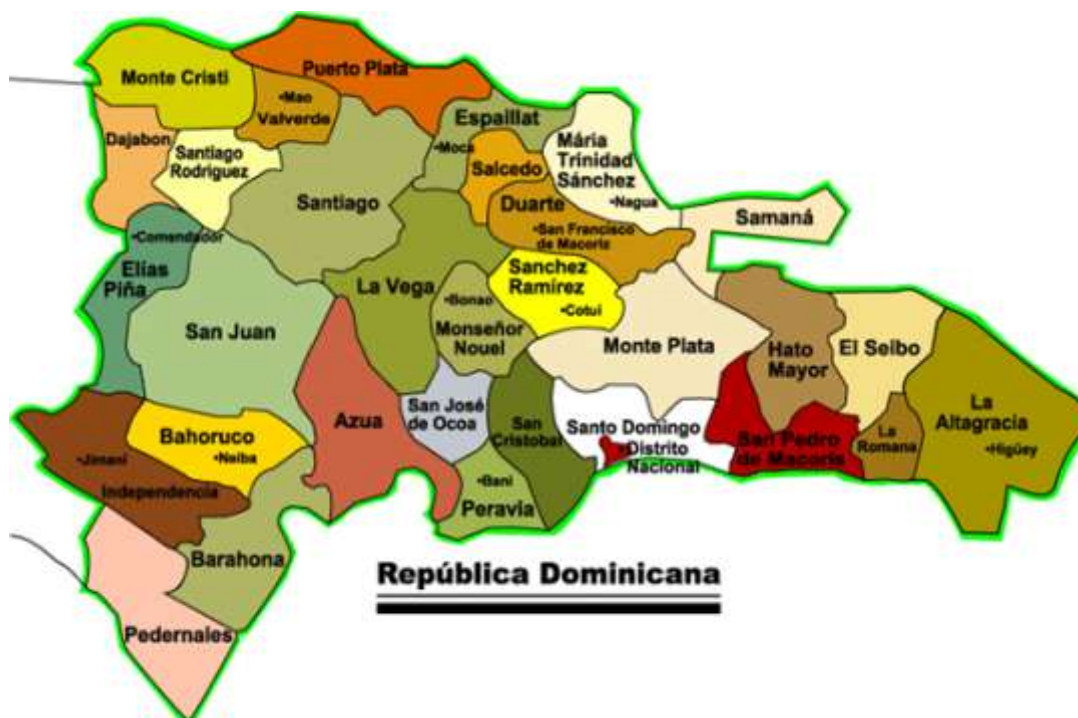 Monte Cristi
Puerto Plata
•Mao
Valverde
Espaillat
•Moca
Dajabon
Santiago
Rodriguez
Salcedo
Mária
Trinidad
Sánchez
•Nagua
Santiago
Duarte
•San Francisco
de Macoriz
Samaná
•Comendador
Elías
Piña
La Vega
Sanchez
Ramírez
•Cotui
•Bonao
Monseñor
Nouel
San Juan
Monte Plata
Hato
Mayor
El Seibo
La
Altagracia
•Higüey
Azua
San José
de Ocoa
San
Cristobal
Santo Domingo
•Distrito
Nacional
San Pedro
de Macoris
La
Romana
Bahoruco
•Neiba
•Jimani
Independencia
•Bani
Peravia
Barahona
Pedernales
República Dominicana